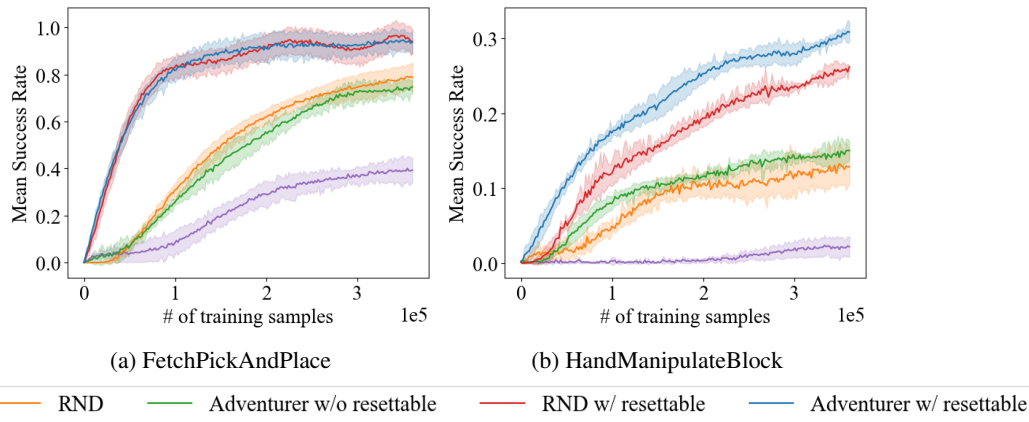 1.0
0.8
0.6
0.4
0.2
0.0
Mean Success Rate
0 1 2 3
# of training samples 1e5
(a) FetchPickAndPlace
0.3
0.2
0.1
0.0
Mean Success Rate
0 1 2 3
# of training samples 1e5
(b) HandManipulateBlock
RND Adventurer w/o resettable RND w/ resettable Adventurer w/ resettable